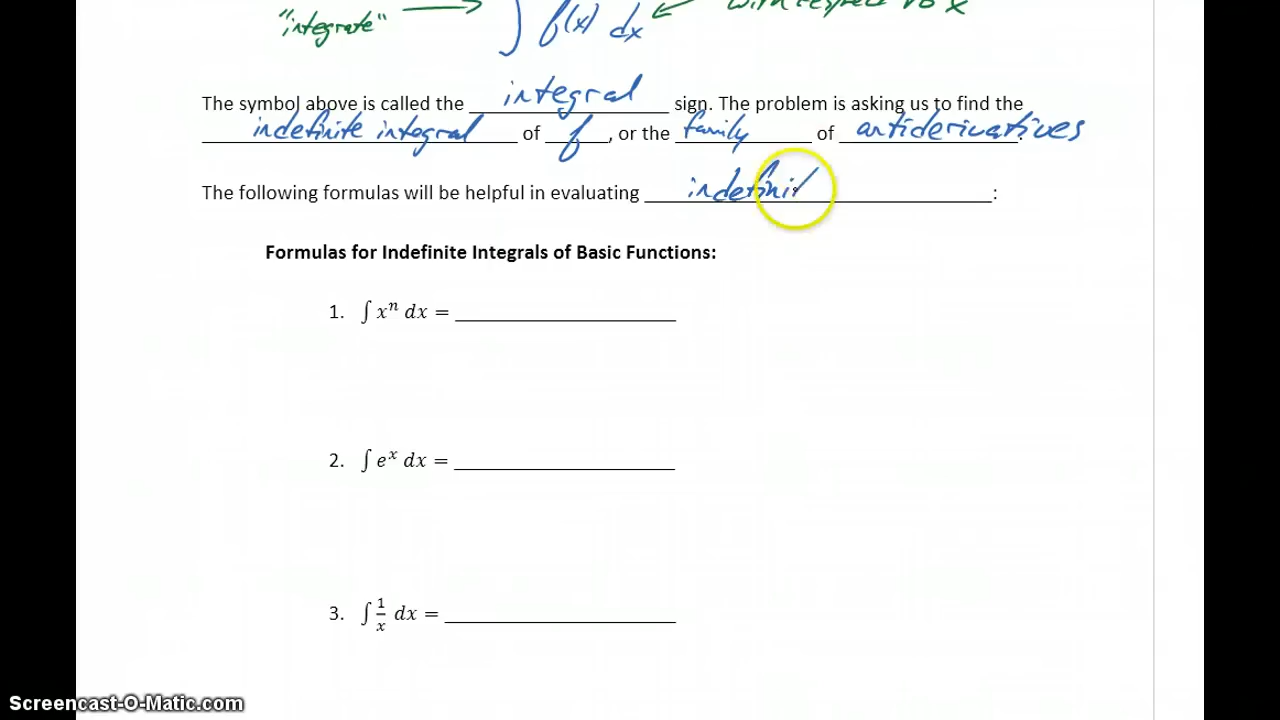 with respect to x
"integrate" ∫ f(x) dx
The symbol above is called the integral sign. The problem is asking us to find the
indefinite integral of f, or the family of antiderivatives.
The following formulas will be helpful in evaluating indefinit :
Formulas for Indefinite Integrals of Basic Functions:
1. ∫ xⁿ dx = ____________
2. ∫ eˣ dx = ____________
3. ∫ 1/x dx = ____________
Screencast-O-Matic.com